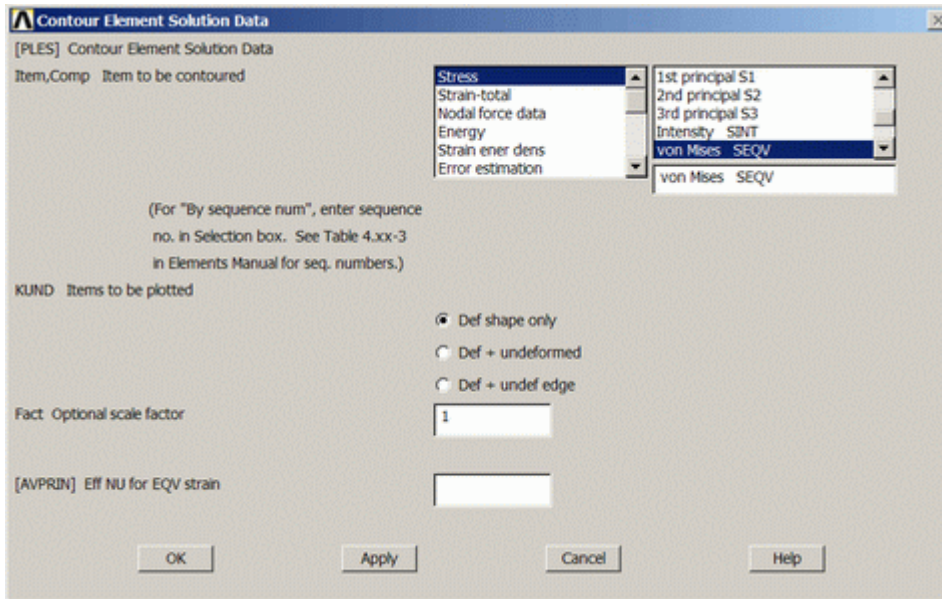 Contour Element Solution Data
[PLES] Contour Element Solution Data
Item,Comp Item to be contoured
Stress
Strain-total
Nodal force data
Energy
Strain ener dens
Error estimation
1st principal S1
2nd principal S2
3rd principal S3
Intensity SINT
von Mises SEQV
von Mises SEQV
(For "By sequence num", enter sequence
no. in Selection box. See Table 4.xx-3
in Elements Manual for seq. numbers.)
KUND Items to be plotted
Def shape only
Def + undeformed
Def + undef edge
Fact Optional scale factor
1
[AVPRIN] Eff NU for EQV strain
OK
Apply
Cancel
Help